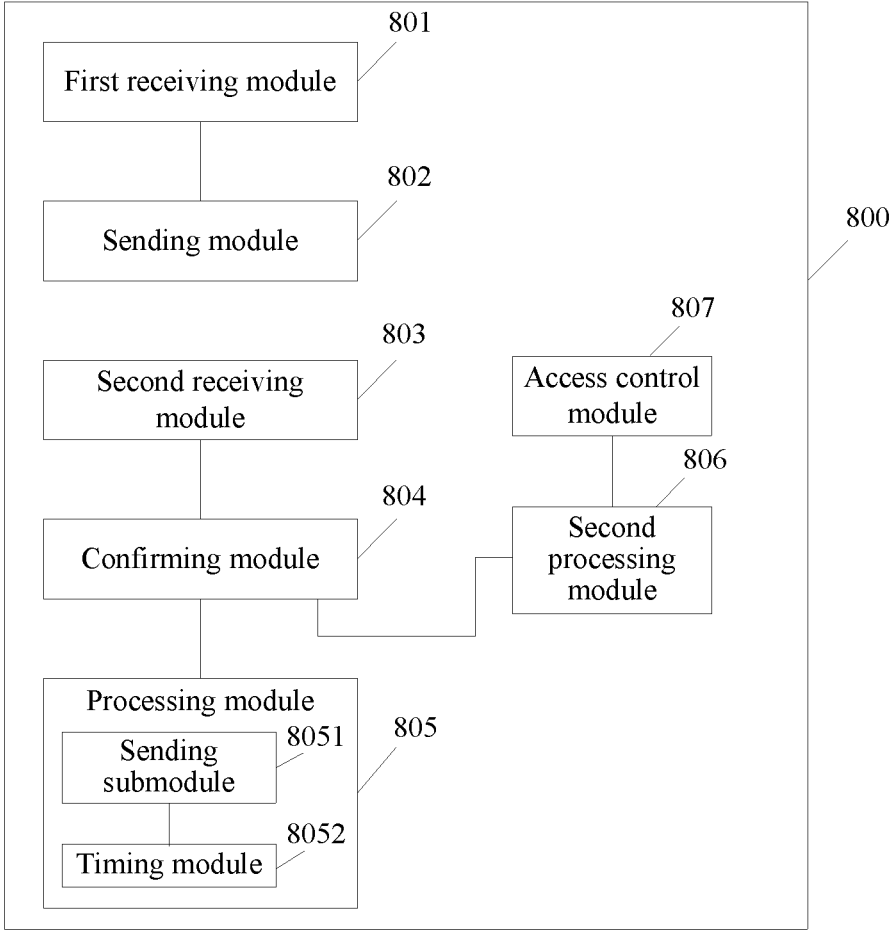 801
First receiving module
802
Sending module
800
803
Second receiving
module
807
Access control
module
804
Confirming module
806
Second
processing
module
805
Processing module
8051
Sending
submodule
8052
Timing module